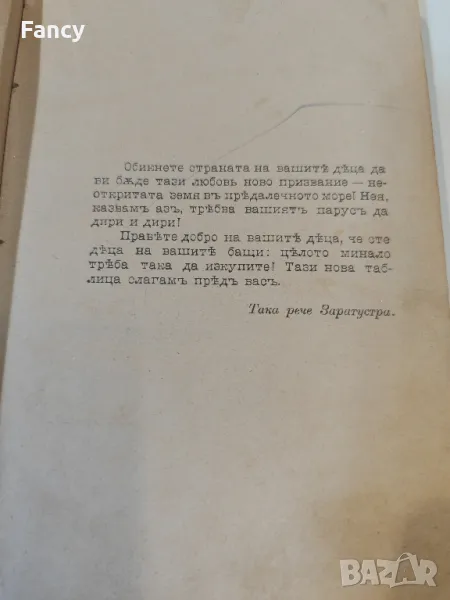 Fancy
Обикнете страната на вашитѣ дѣца да
ви бѫде тази любовь ново призвание — не-
откритата земя въ прѣдалечното море! Нея,
казвамъ азъ, трѣбва вашиятъ парусъ да
дири и дири!
Правѣте добро на вашитѣ дѣца, че сте
дѣца на вашитѣ бащи: цѣлото минало
трѣба така да изкупите! Тази нова таб-
лица слагамъ прѣдъ васъ.
Така рече Заратустра.
BAZAR